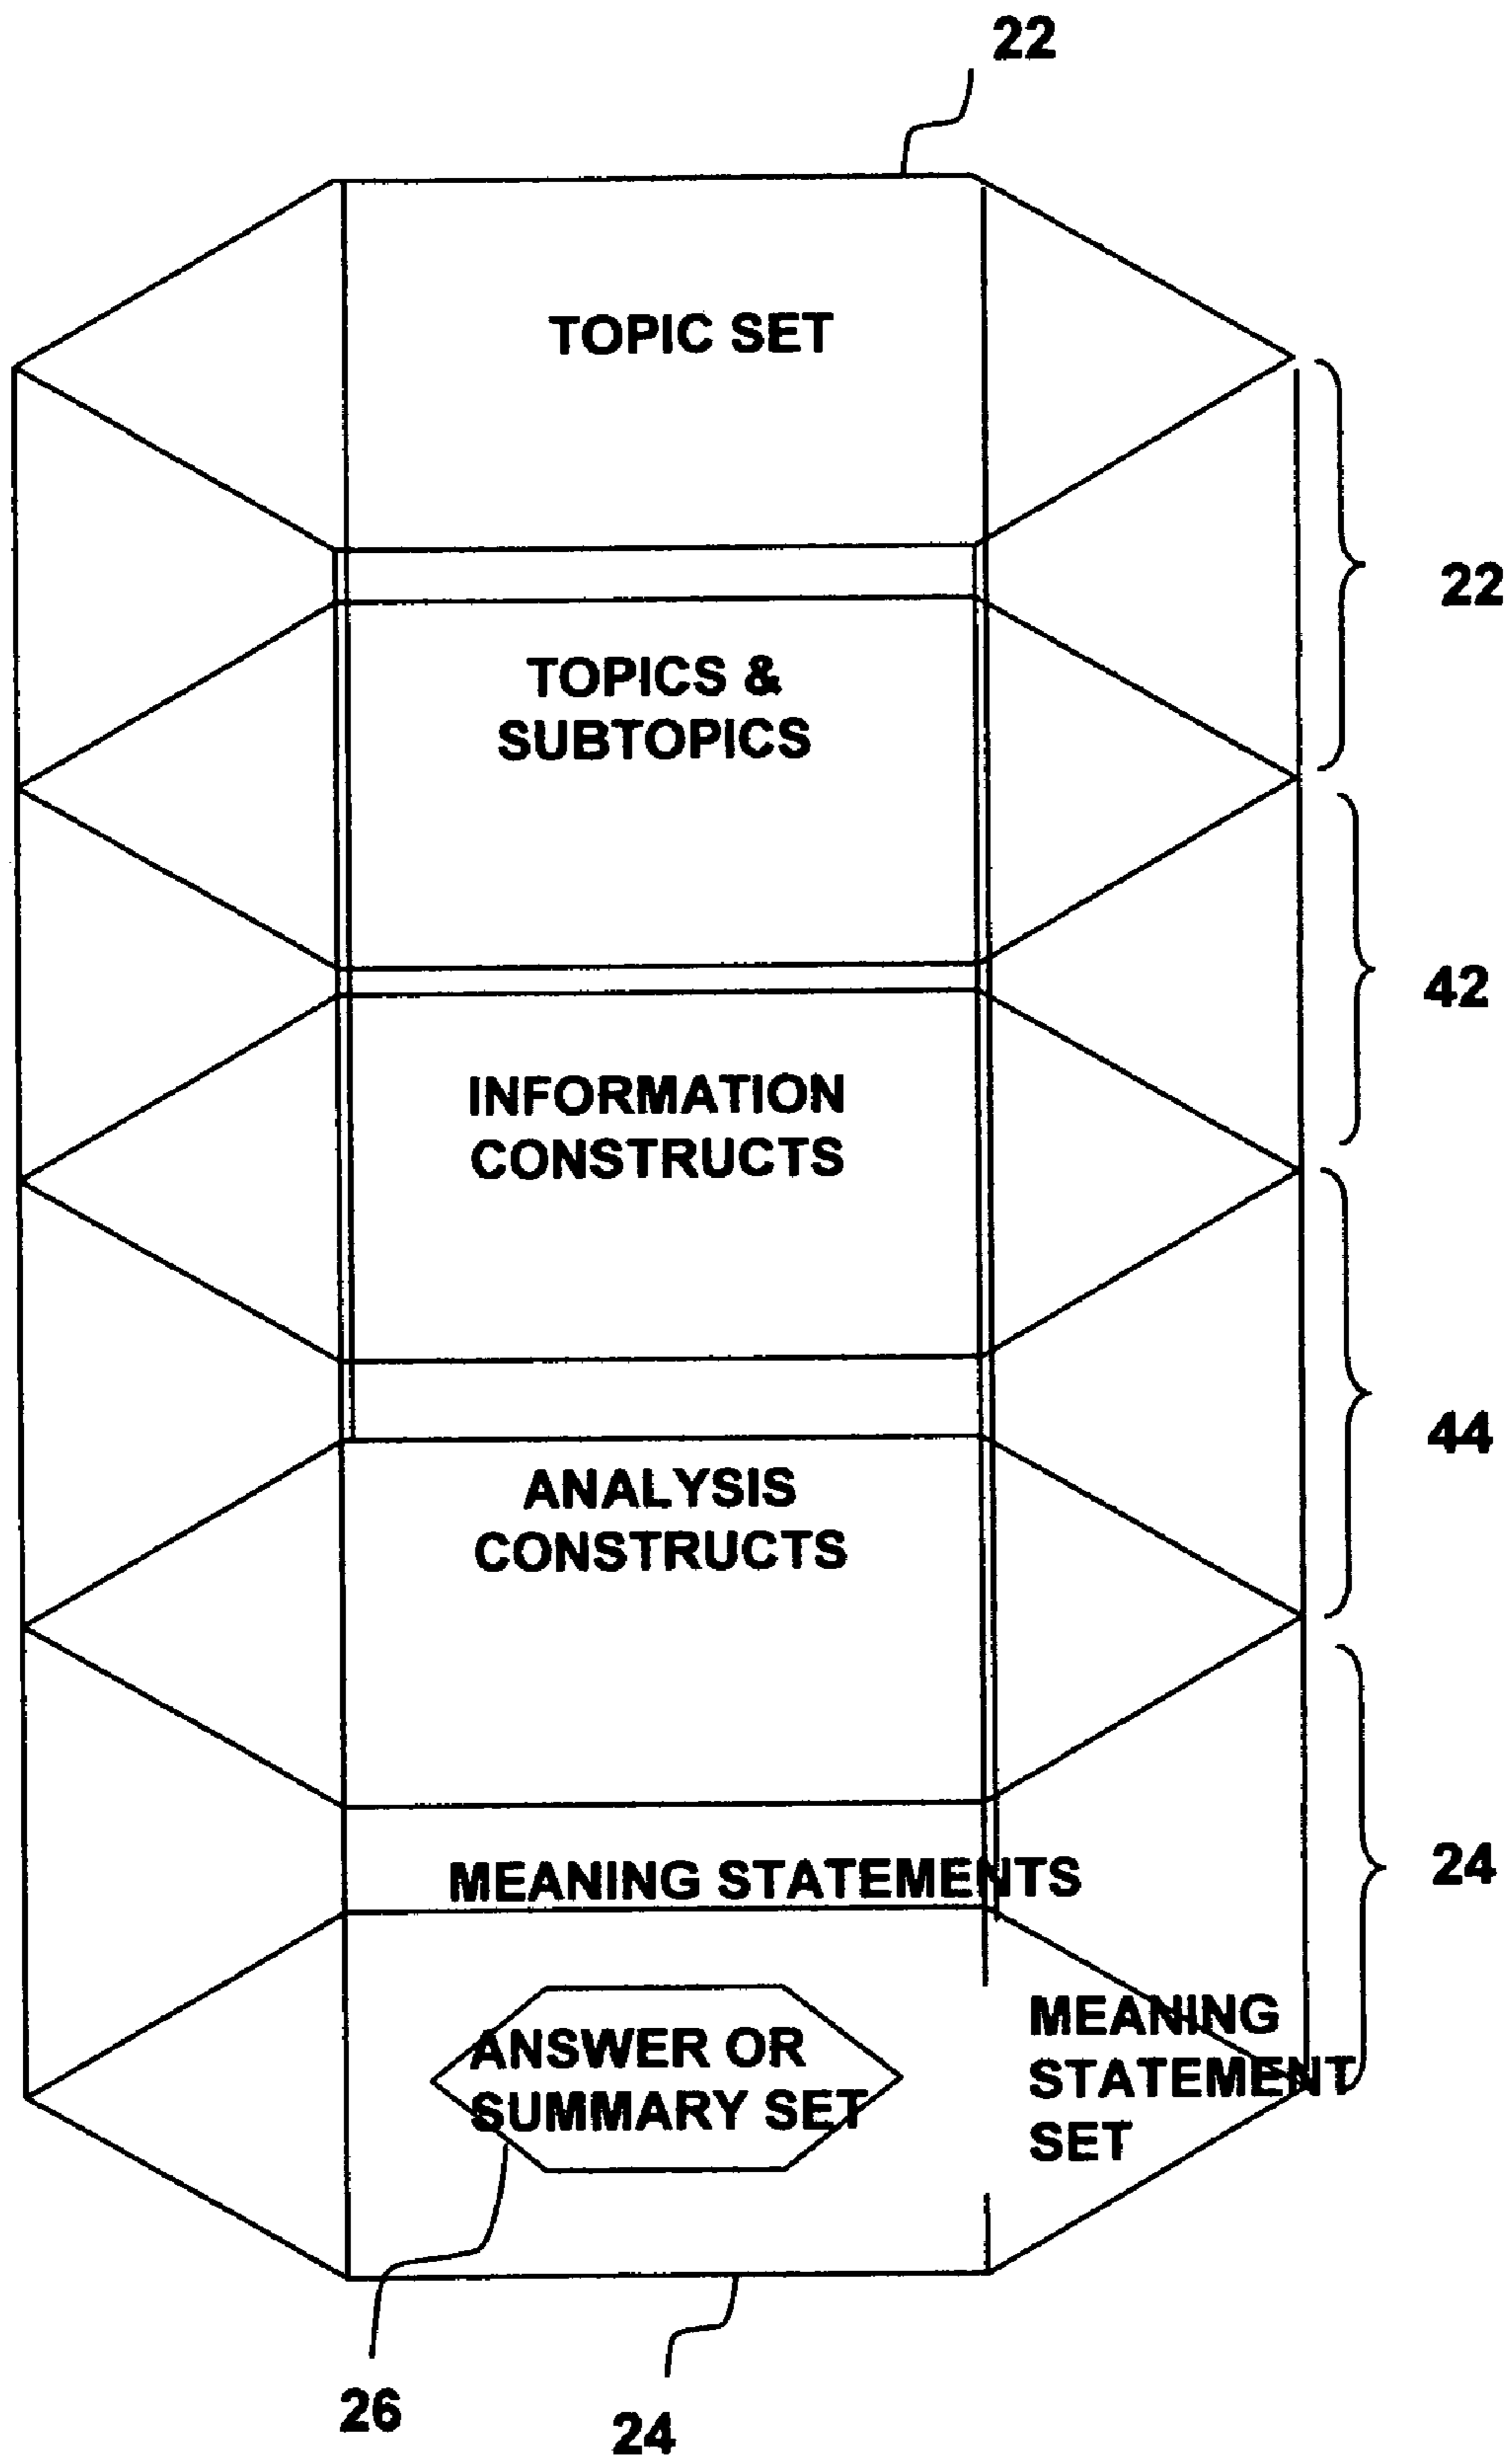 22
TOPIC SET
22
TOPICS &
SUBTOPICS
42
INFORMATION
CONSTRUCTS
44
ANALYSIS
CONSTRUCTS
24
MEANING STATEMENTS
ANSWER OR
SUMMARY SET
MEANING
STATEMENT
SET
26
24